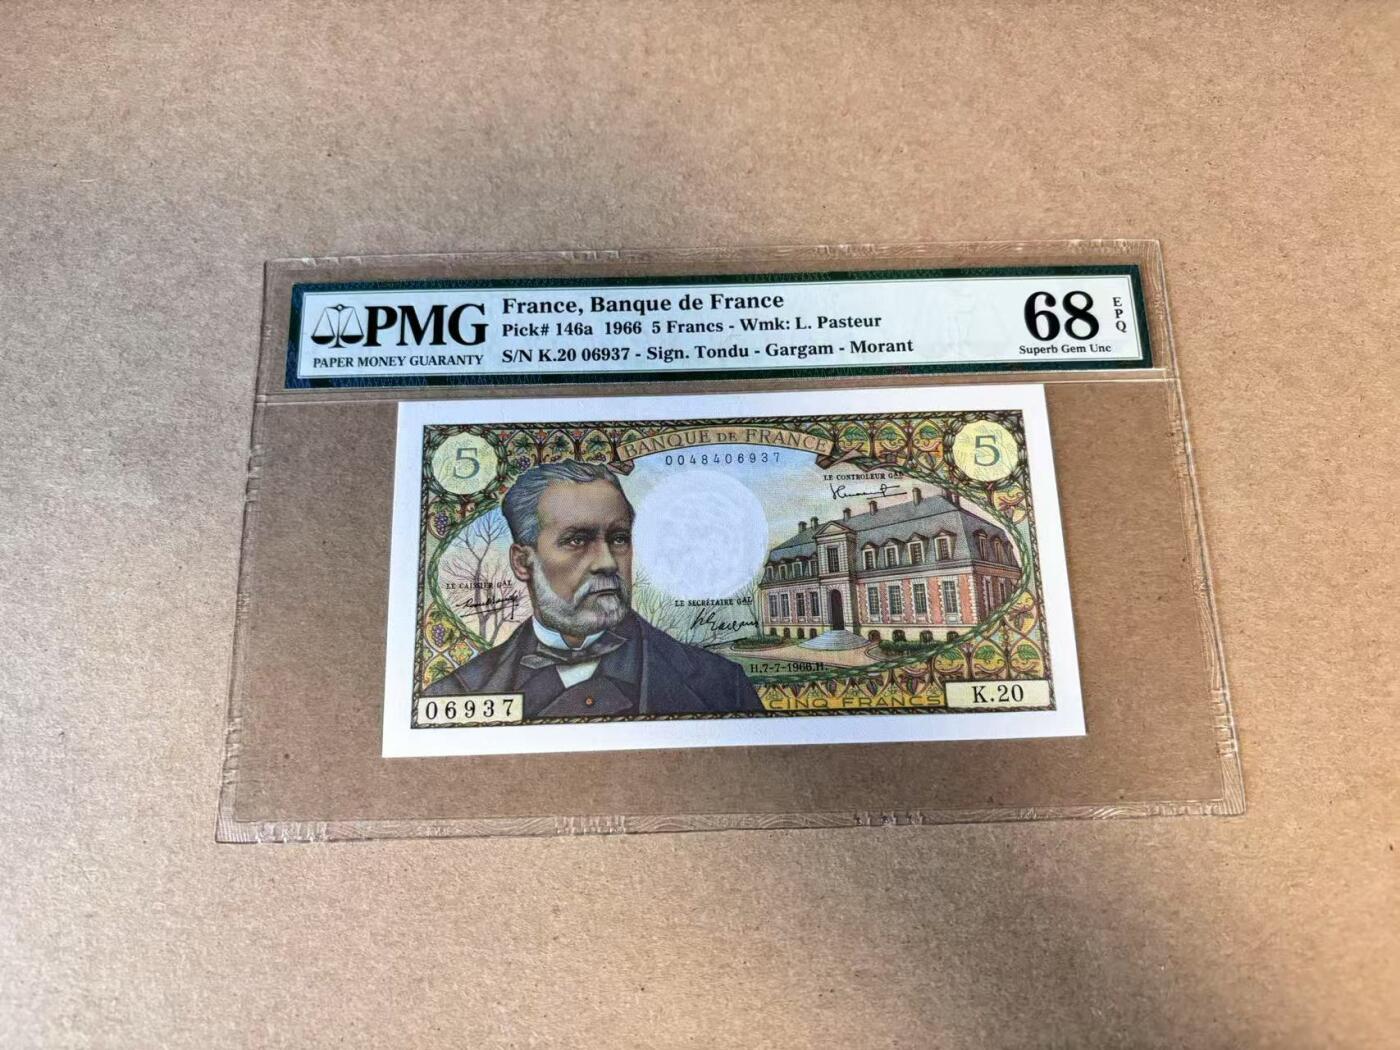 PMG
PAPER MONEY GUARANTY
France, Banque de France
Pick# 146a 1966 5 Francs - Wmk: L. Pasteur
S/N K.20 06937 - Sign. Tondu - Gargam - Morant
68
EPQ
Superb Gem Unc
BANQUE DE FRANCE
5
5
0048406937
LE CONTROLEUR GAL
LE CAISSIER GAL
LE SECRÉTAIRE GAL
H.7-7-1966.H.
06937
CINQ FRANCS
K.20